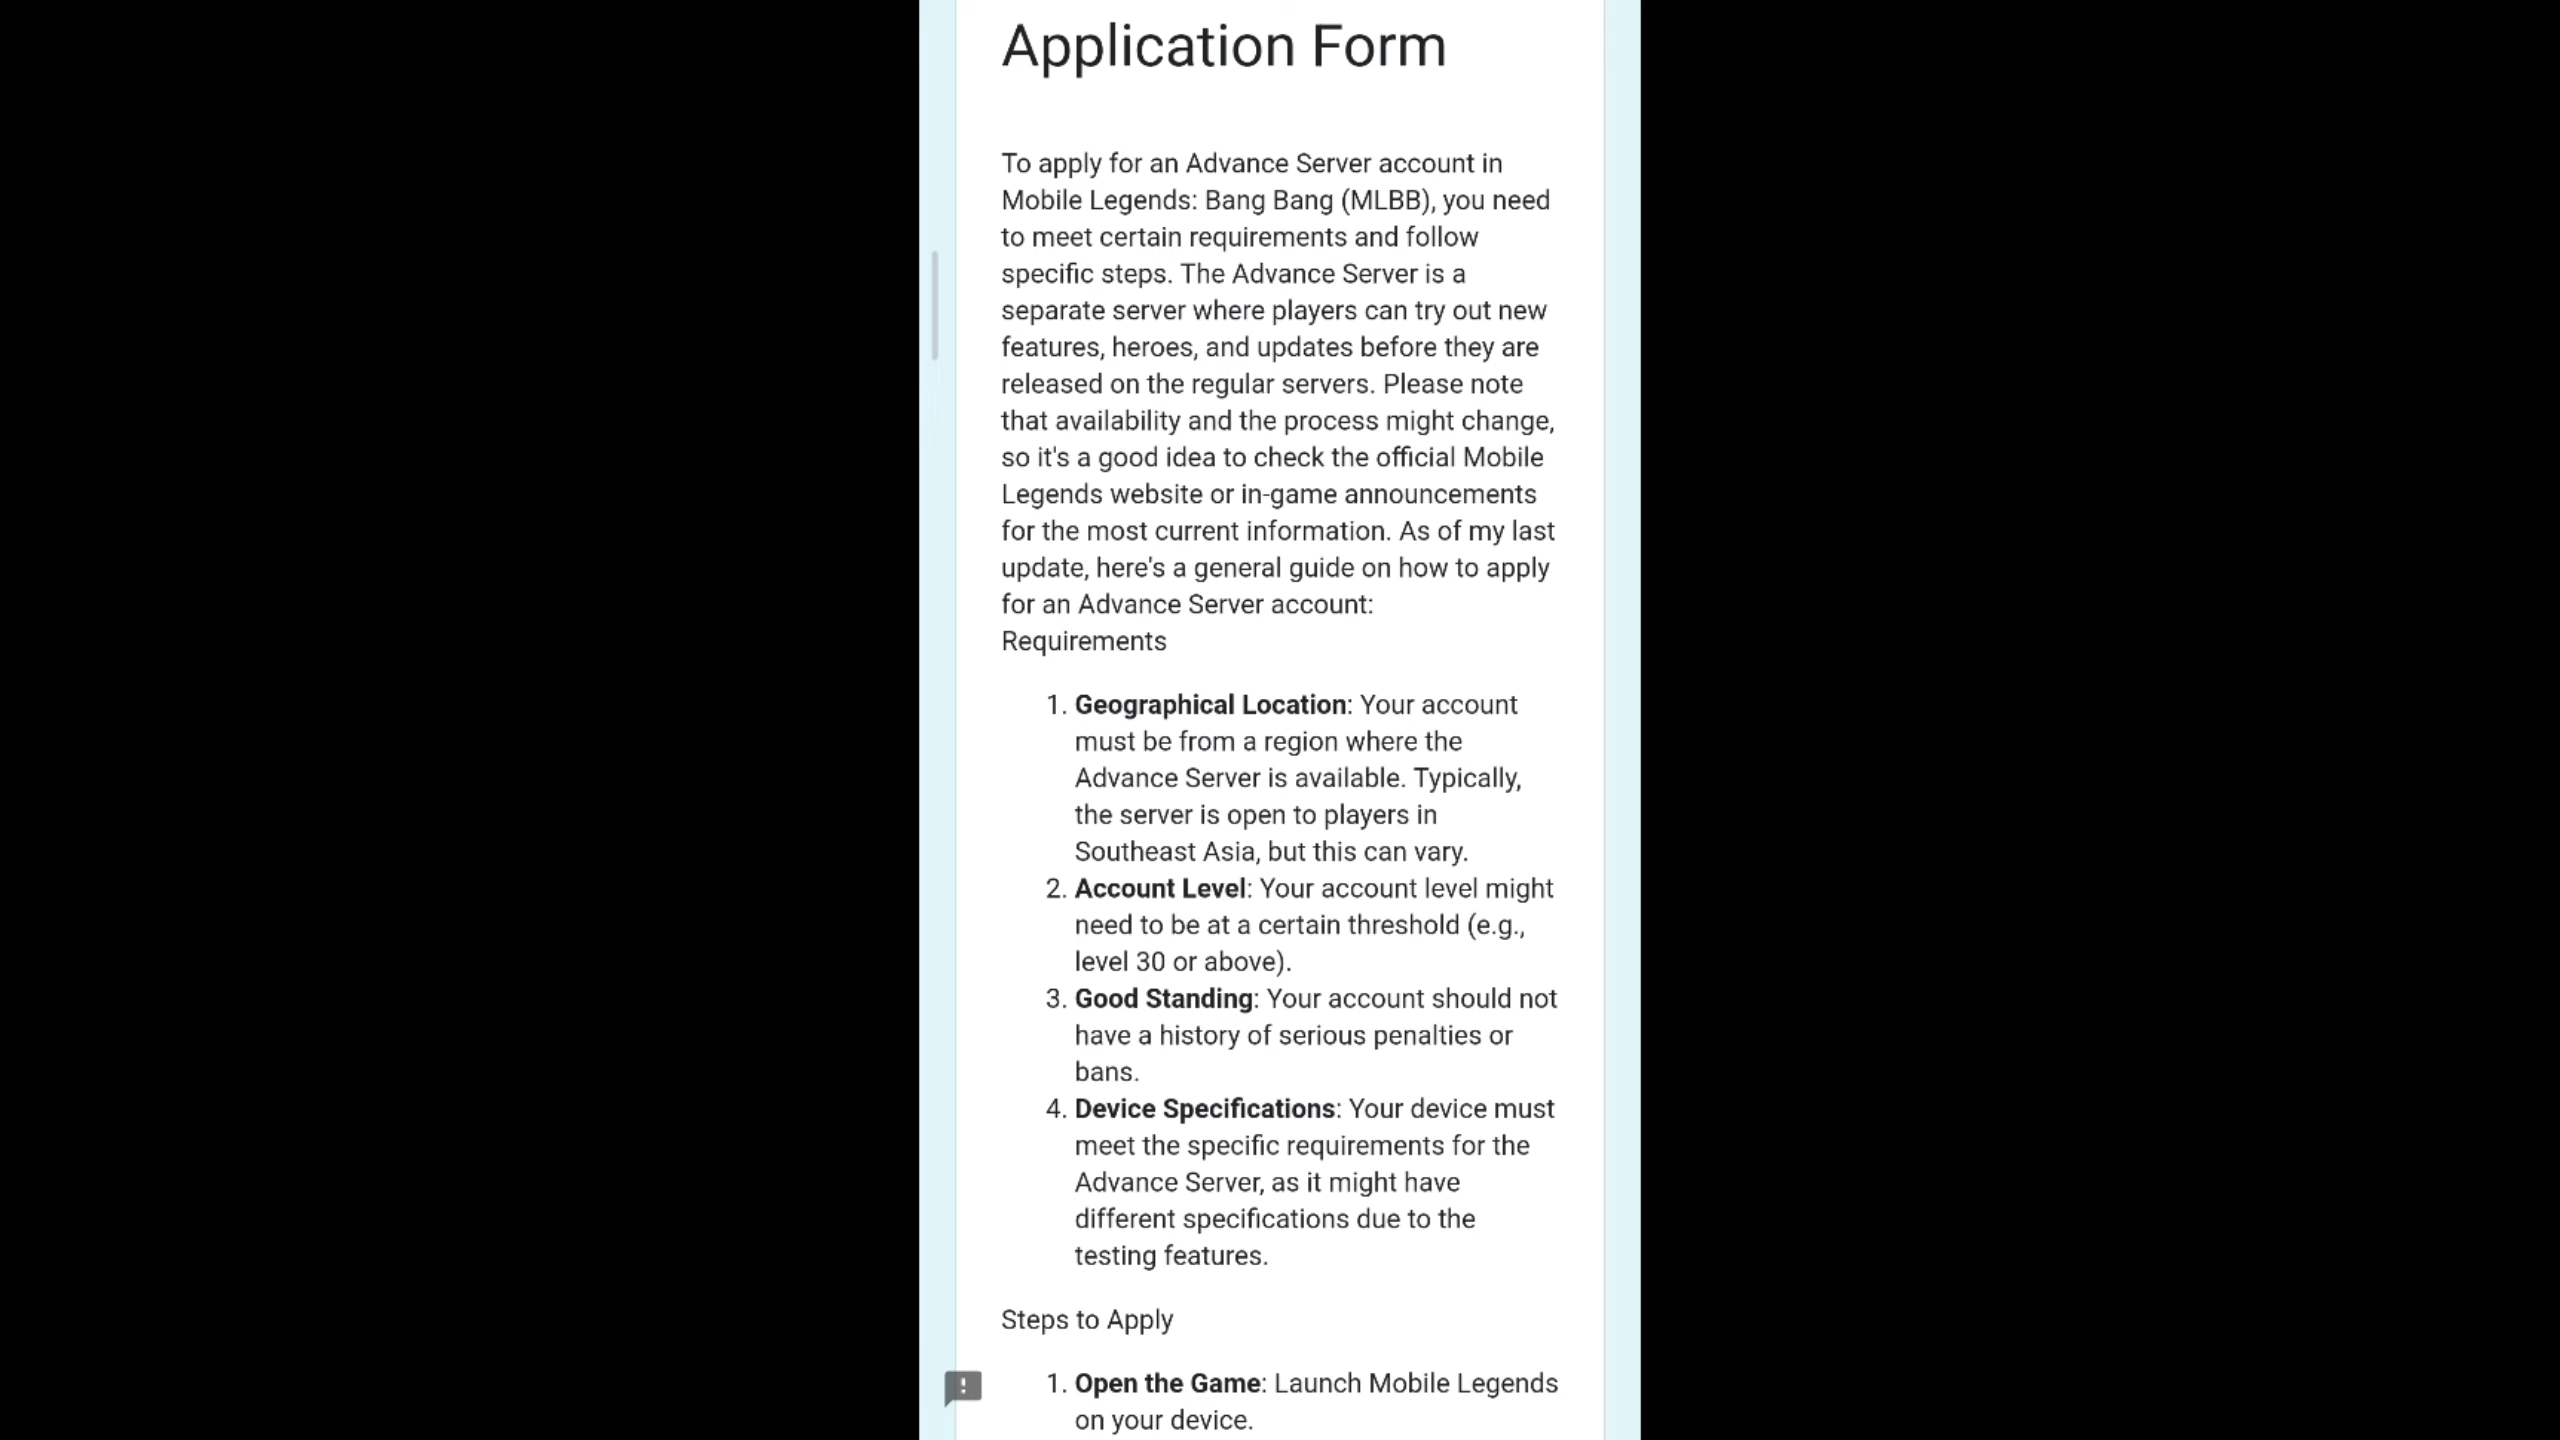 Application Form
To apply for an Advance Server account in
Mobile Legends: Bang Bang (MLBB), you need
to meet certain requirements and follow
specific steps. The Advance Server is a
separate server where players can try out new
features, heroes, and updates before they are
released on the regular servers. Please note
that availability and the process might change,
so it's a good idea to check the official Mobile
Legends website or in-game announcements
for the most current information. As of my last
update, here's a general guide on how to apply
for an Advance Server account:
Requirements
1. Geographical Location: Your account
must be from a region where the
Advance Server is available. Typically,
the server is open to players in
Southeast Asia, but this can vary.
2. Account Level: Your account level might
need to be at a certain threshold (e.g.,
level 30 or above).
3. Good Standing: Your account should not
have a history of serious penalties or
bans.
4. Device Specifications: Your device must
meet the specific requirements for the
Advance Server, as it might have
different specifications due to the
testing features.
Steps to Apply
1. Open the Game: Launch Mobile Legends
on your device.